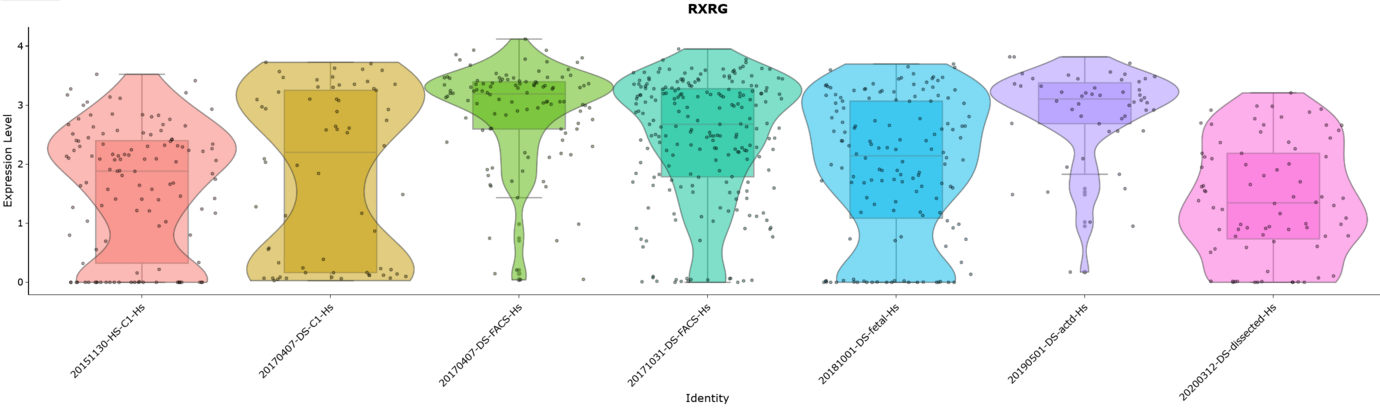 RXRG
Expression Level
4
3
2
1
0
20151130-HS-C1-Hs
20170407-DS-C1-Hs
20170407-DS-FACS-Hs
20171031-DS-FACS-Hs
20181001-DS-fetal-Hs
20190501-DS-actd-Hs
20200312-DS-dissected-Hs
Identity